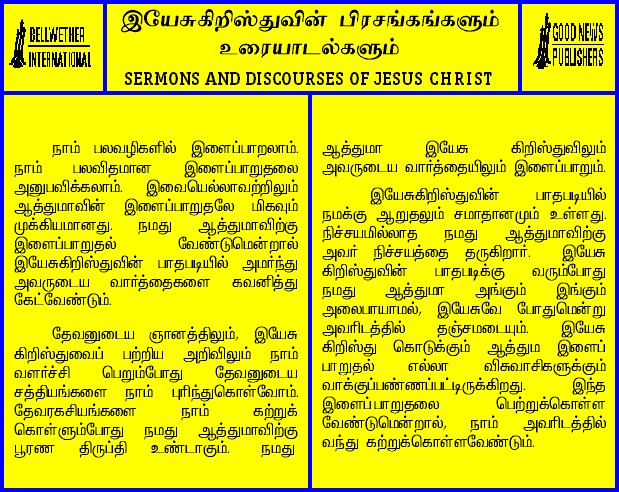 BELLWETHER
INTERNATIONAL
இயேசுகிறிஸ்துவின் பிரசங்கங்களும்
உரையாடல்களும்
SERMONS AND DISCOURSES OF JESUS CHRIST
GOOD NEWS
PUBLISHERS
நாம் பலவழிகளில் இளைப்பாறலாம்.
நாம் பலவிதமான இளைப்பாறுதலை
அனுபவிக்கலாம். இவையெல்லாவற்றிலும்
ஆத்துமாவின் இளைப்பாறுதலே மிகவும்
முக்கியமானது. நமது ஆத்துமாவிற்கு
இளைப்பாறுதல் வேண்டுமென்றால்
இயேசுகிறிஸ்துவின் பாதபடியில் அமர்ந்து
அவருடைய வார்த்தைகளை கவனித்து
கேட்வேண்டும்.
தேவனுடைய ஞானத்திலும், இயேசு
கிறிஸ்துவைப் பற்றிய அறிவிலும் நாம்
வளர்ச்சி பெறும்போது தேவனுடைய
சத்தியங்களை நாம் புரிந்துகொள்வோம்.
தேவரகசியங்களை நாம் கற்றுக்
கொள்ளும்போது நமது ஆத்துமாவிற்கு
பூரண திருப்தி உண்டாகும். நமது
ஆத்துமா இயேசு கிறிஸ்துவிலும்
அவருடைய வார்த்தையிலும் இளைப்பாறும்.
இயேசுகிறிஸ்துவின் பாதபடியில்
நமக்கு ஆறுதலும் சமாதானமும் உள்ளது.
நிச்சயமில்லாத நமது ஆத்துமாவிற்கு
அவர் நிச்சயத்தை தருகிறார். இயேசு
கிறிஸ்துவின் பாதபடிக்கு வரும்போது
நமது ஆத்துமா அங்கும் இங்கும்
அலைபாயாமல், இயேசுவே போதுமென்று
அவரிடத்தில் தஞ்சமடையும். இயேசு
கிறிஸ்து கொடுக்கும் ஆத்தும இளைப்
பாறுதல் எல்லா விசுவாசிகளுக்கும்
வாக்குப்பண்ணப்பட்டிருக்கிறது. இந்த
இளைப்பாறுதலை பெற்றுக்கொள்ள
வேண்டுமென்றால், நாம் அவரிடத்தில்
வந்து கற்றுக்கொள்ளவேண்டும்.